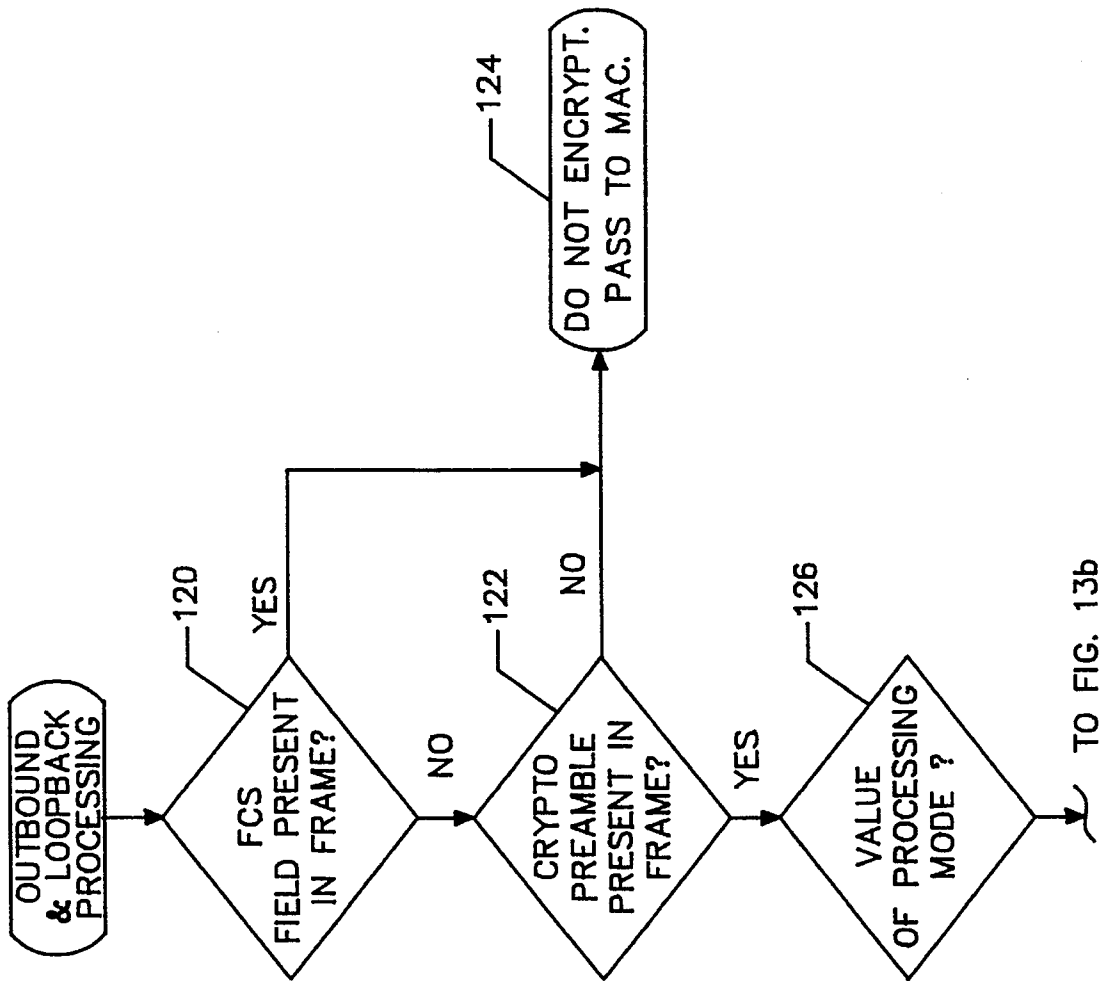 OUTBOUND
& LOOPBACK
PROCESSING
120
FCS
FIELD PRESENT
IN FRAME?
YES
NO
122
CRYPTO
PREAMBLE
PRESENT IN
FRAME?
NO
YES
124
DO NOT ENCRYPT.
PASS TO MAC.
126
VALUE
OF PROCESSING
MODE ?
TO FIG. 13b